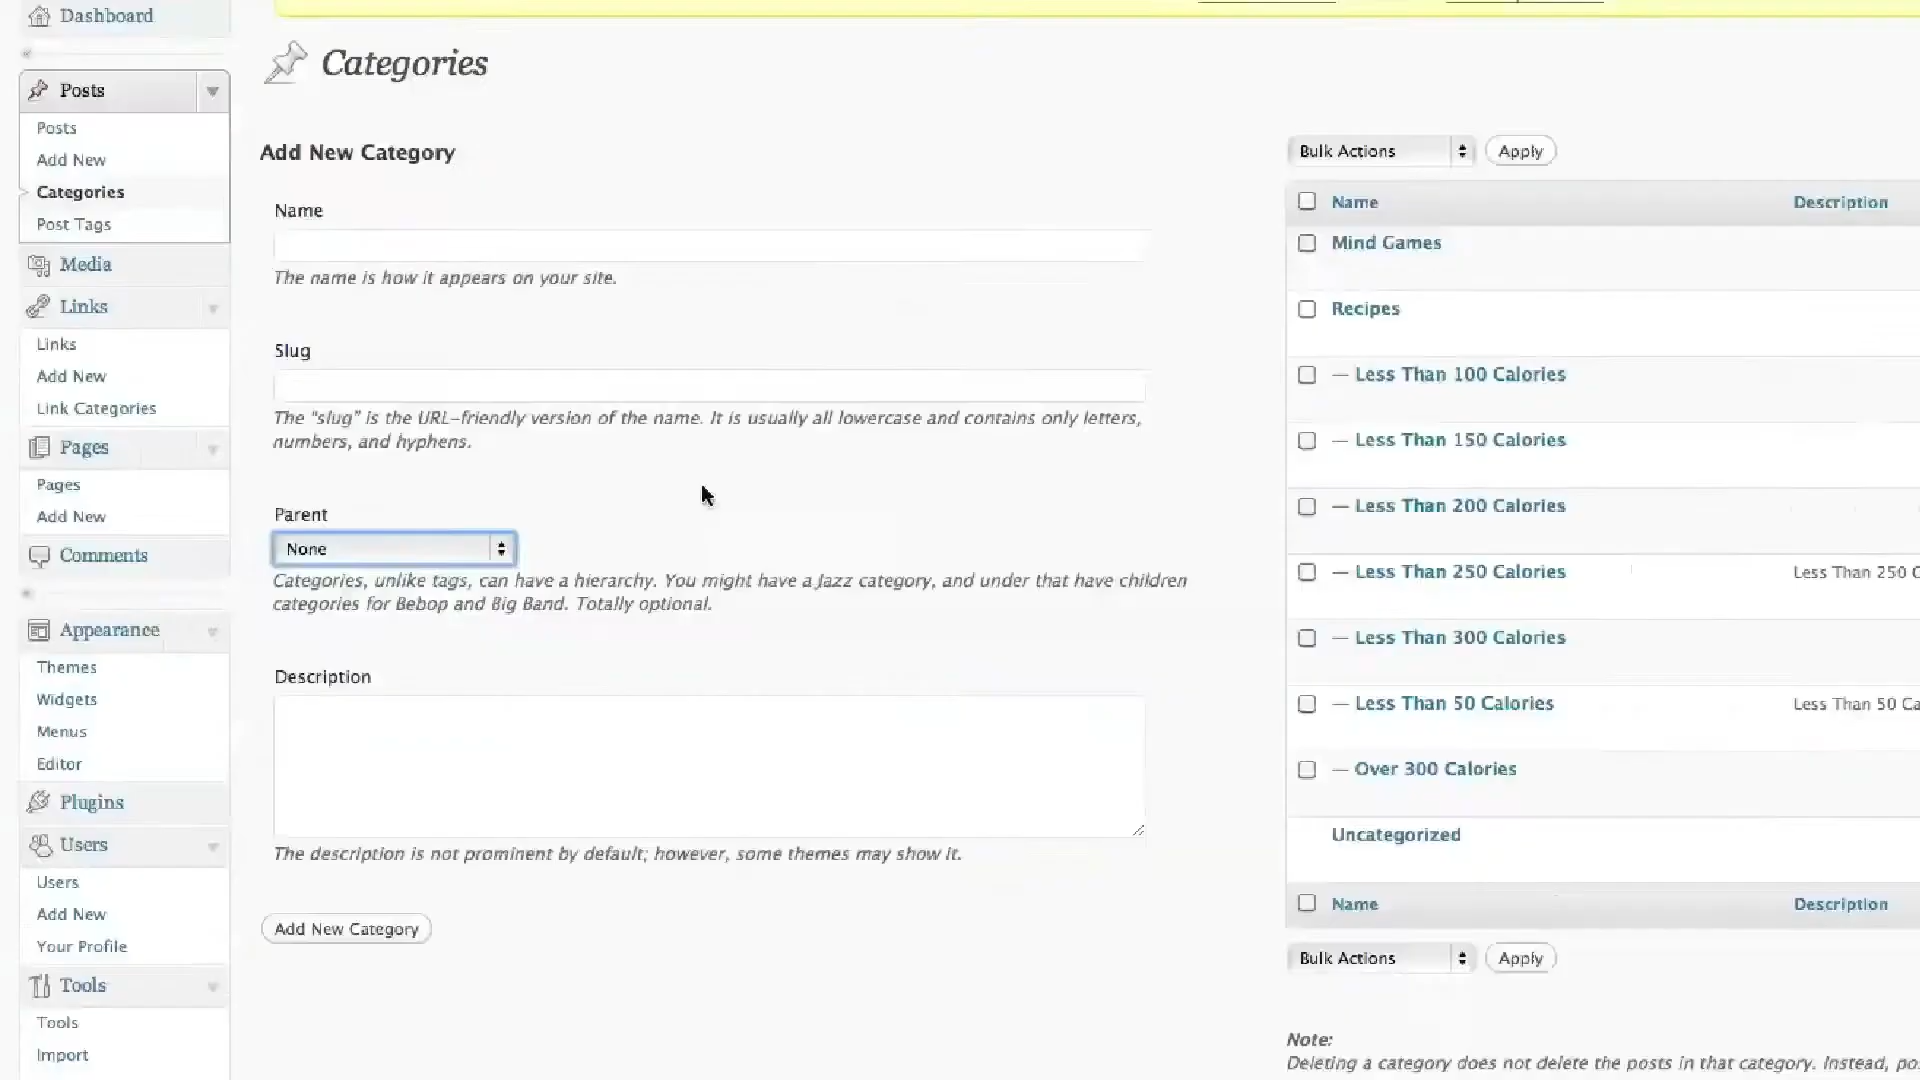 Dashboard
Posts
Posts
Add New
Categories
Post Tags
Media
Links
Links
Add New
Link Categories
Pages
Pages
Add New
Comments
Appearance
Themes
Widgets
Menus
Editor
Plugins
Users
Users
Add New
Your Profile
Tools
Tools
Import
Categories
Add New Category
Name
The name is how it appears on your site.
Slug
The “slug” is the URL-friendly version of the name. It is usually all lowercase and contains only letters,
numbers, and hyphens.
Parent
None
Categories, unlike tags, can have a hierarchy. You might have a Jazz category, and under that have children
categories for Bebop and Big Band. Totally optional.
Description
The description is not prominent by default; however, some themes may show it.
Add New Category
Bulk Actions Apply
Name Description
Mind Games
Recipes
— Less Than 100 Calories
— Less Than 150 Calories
— Less Than 200 Calories
— Less Than 250 Calories Less Than 250 C
— Less Than 300 Calories
— Less Than 50 Calories Less Than 50 Ca
— Over 300 Calories
Uncategorized
Name Description
Bulk Actions Apply
Note:
Deleting a category does not delete the posts in that category. Instead, po